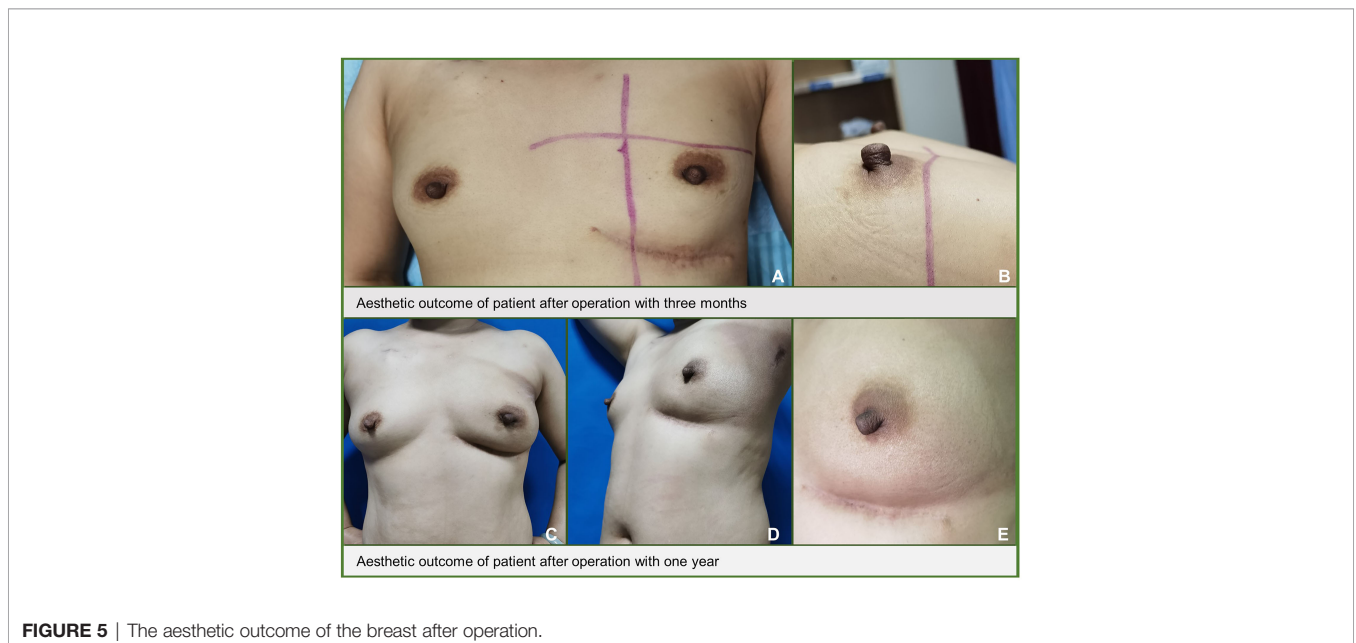 A
B
Aesthetic outcome of patient after operation with three months
C
D
E
Aesthetic outcome of patient after operation with one year
FIGURE 5 | The aesthetic outcome of the breast after operation.